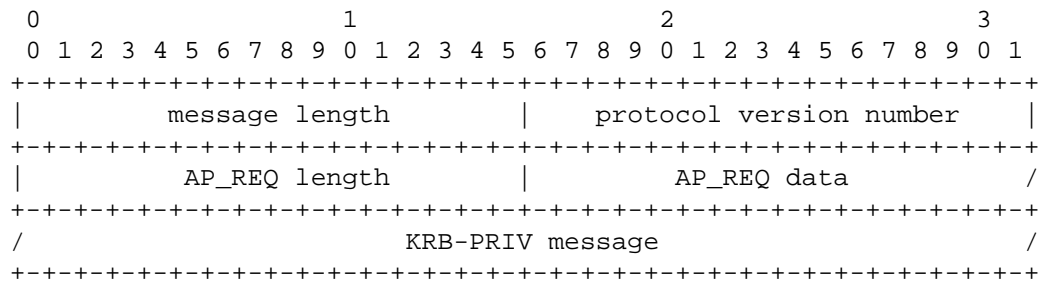 0                   1                   2                   3
 0 1 2 3 4 5 6 7 8 9 0 1 2 3 4 5 6 7 8 9 0 1 2 3 4 5 6 7 8 9 0 1
+-+-+-+-+-+-+-+-+-+-+-+-+-+-+-+-+-+-+-+-+-+-+-+-+-+-+-+-+-+-+-+-+
|         message length        |    protocol version number    |
+-+-+-+-+-+-+-+-+-+-+-+-+-+-+-+-+-+-+-+-+-+-+-+-+-+-+-+-+-+-+-+-+
|          AP_REQ length        |         AP_REQ data           /
+-+-+-+-+-+-+-+-+-+-+-+-+-+-+-+-+-+-+-+-+-+-+-+-+-+-+-+-+-+-+-+-+
/                        KRB-PRIV message                       /
+-+-+-+-+-+-+-+-+-+-+-+-+-+-+-+-+-+-+-+-+-+-+-+-+-+-+-+-+-+-+-+-+